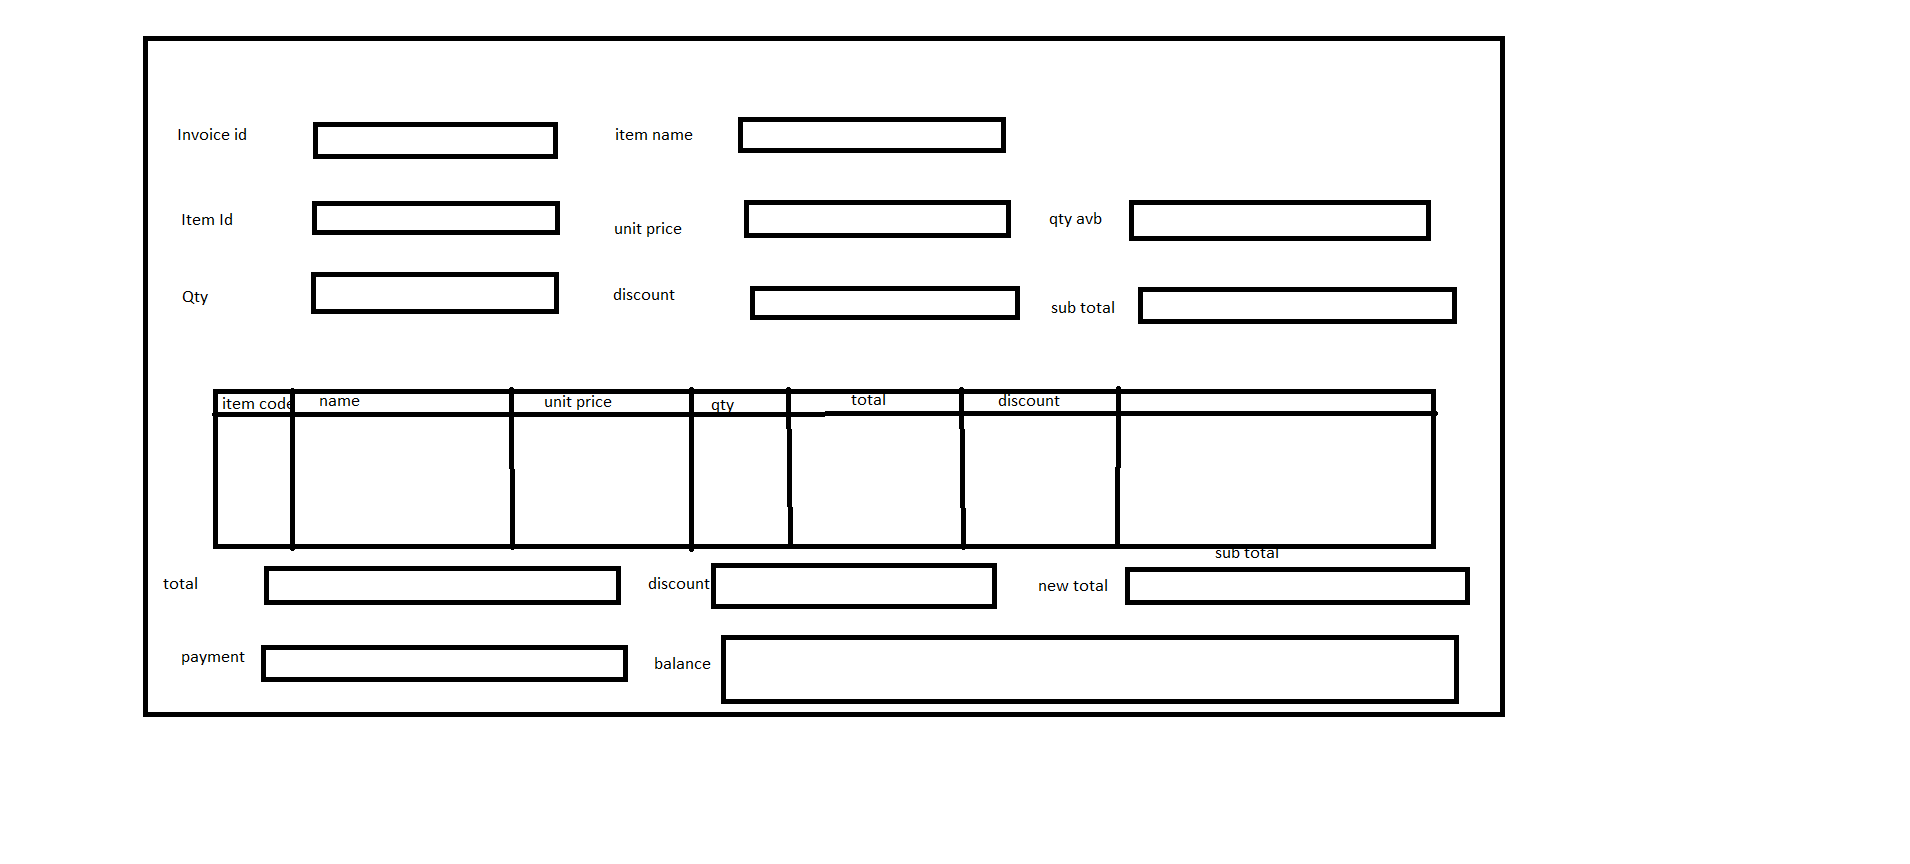 Invoice id
item name
Item Id
unit price
qty avb
Qty
discount
sub total
item code
name
unit price
qty
total
discount
sub total
total
discount
new total
payment
balance